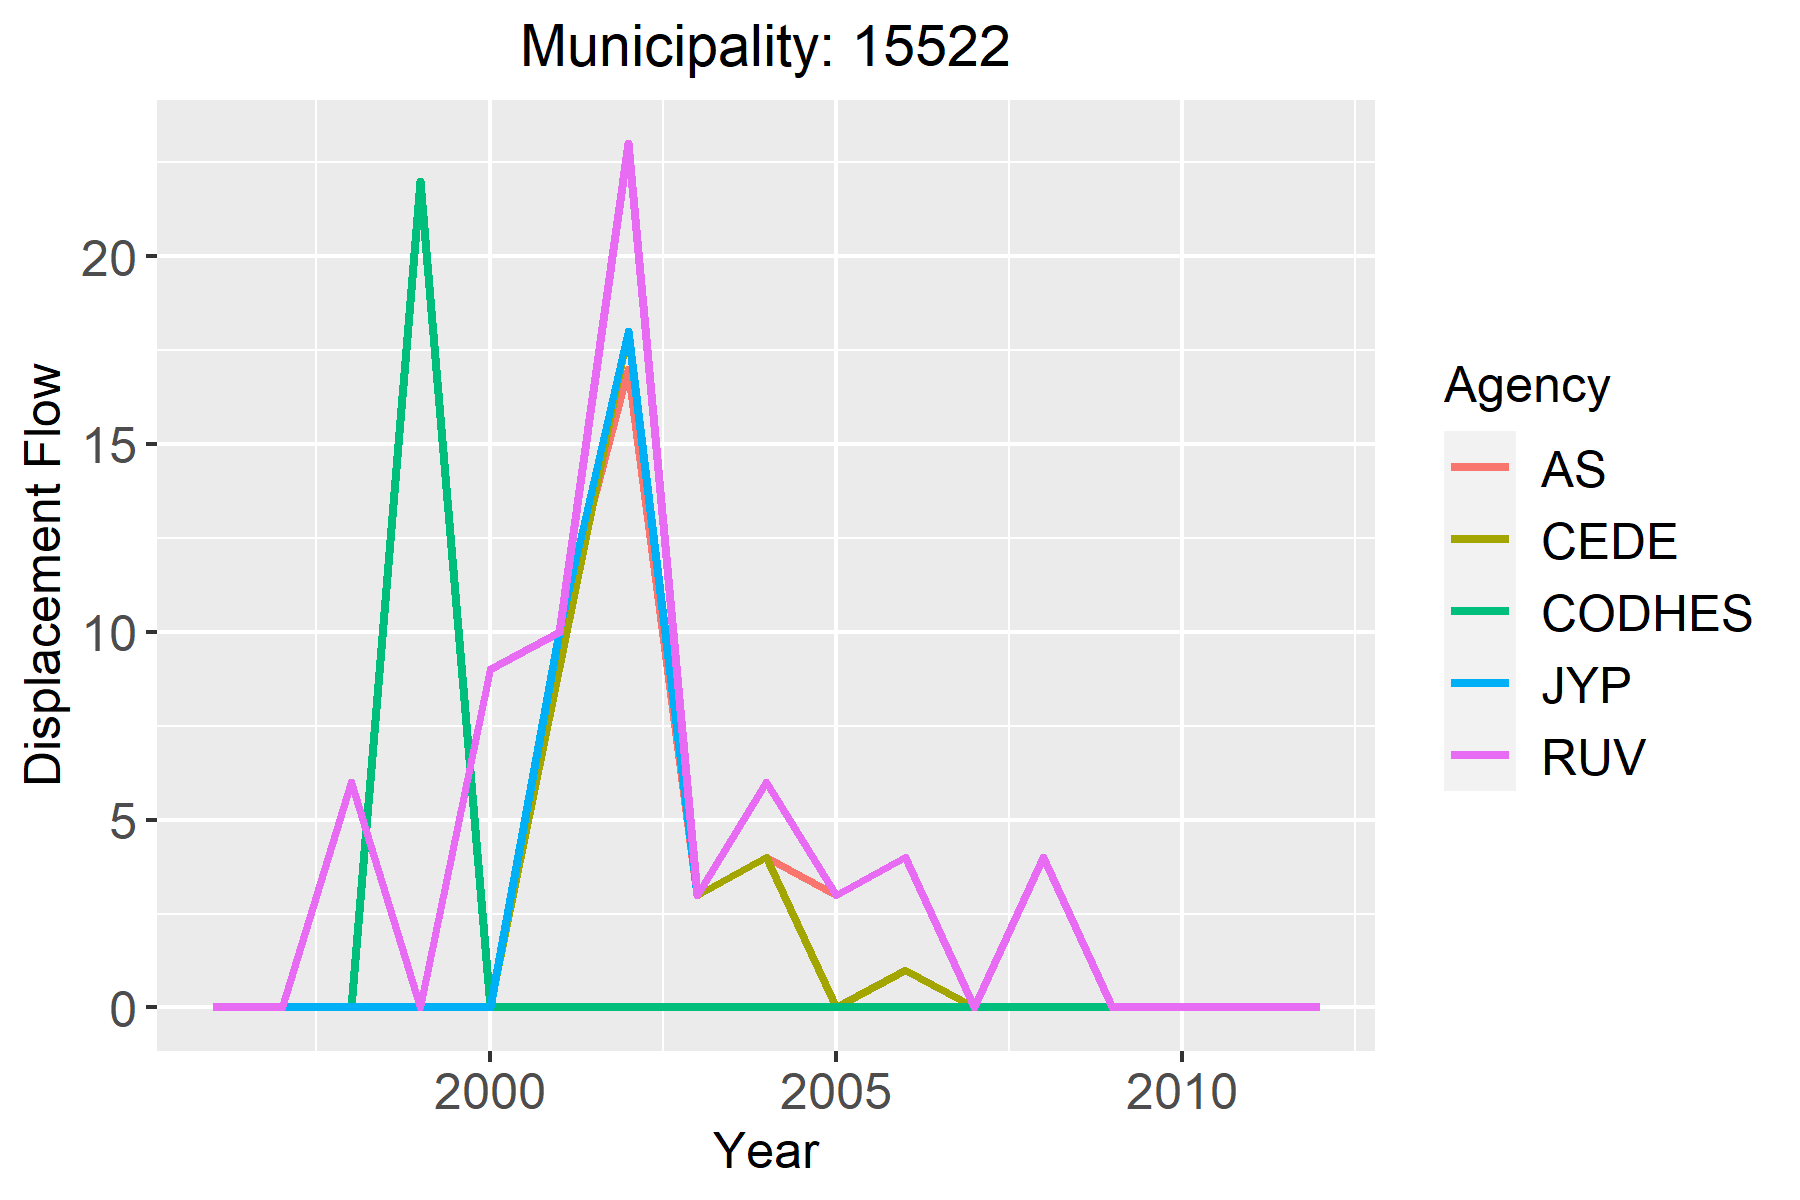 Municipality: 15522
Displacement Flow
20
15
10
5
0
2000 2005 2010
Year
Agency
AS
CEDE
CODHES
JYP
RUV